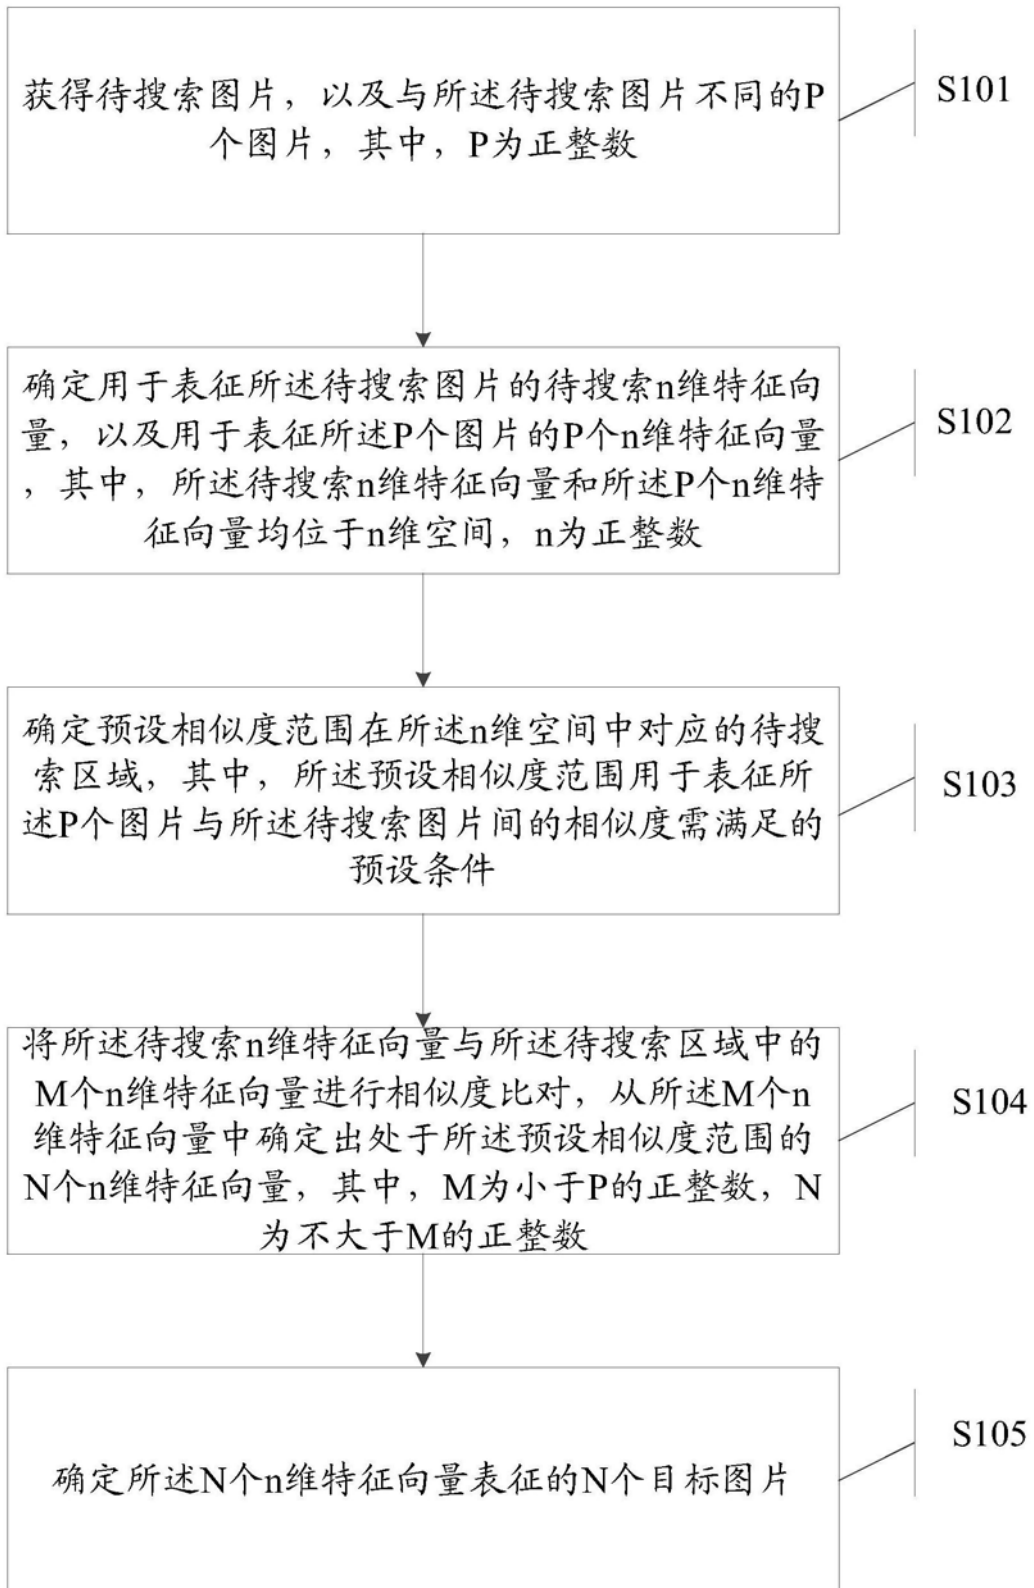 获得待搜索图片，以及与所述待搜索图片不同的P
个图片，其中，P为正整数
S101
确定用于表征所述待搜索图片的待搜索n维特征向
量，以及用于表征所述P个图片的P个n维特征向量
，其中，所述待搜索n维特征向量和所述P个n维特
征向量均位于n维空间，n为正整数
S102
确定预设相似度范围在所述n维空间中对应的待搜
索区域，其中，所述预设相似度范围用于表征所
述P个图片与所述待搜索图片间的相似度需满足的
预设条件
S103
将所述待搜索n维特征向量与所述待搜索区域中的
M个n维特征向量进行相似度比对，从所述M个n
维特征向量中确定出处于所述预设相似度范围的
N个n维特征向量，其中，M为小于P的正整数，N
为不大于M的正整数
S104
确定所述N个n维特征向量表征的N个目标图片
S105